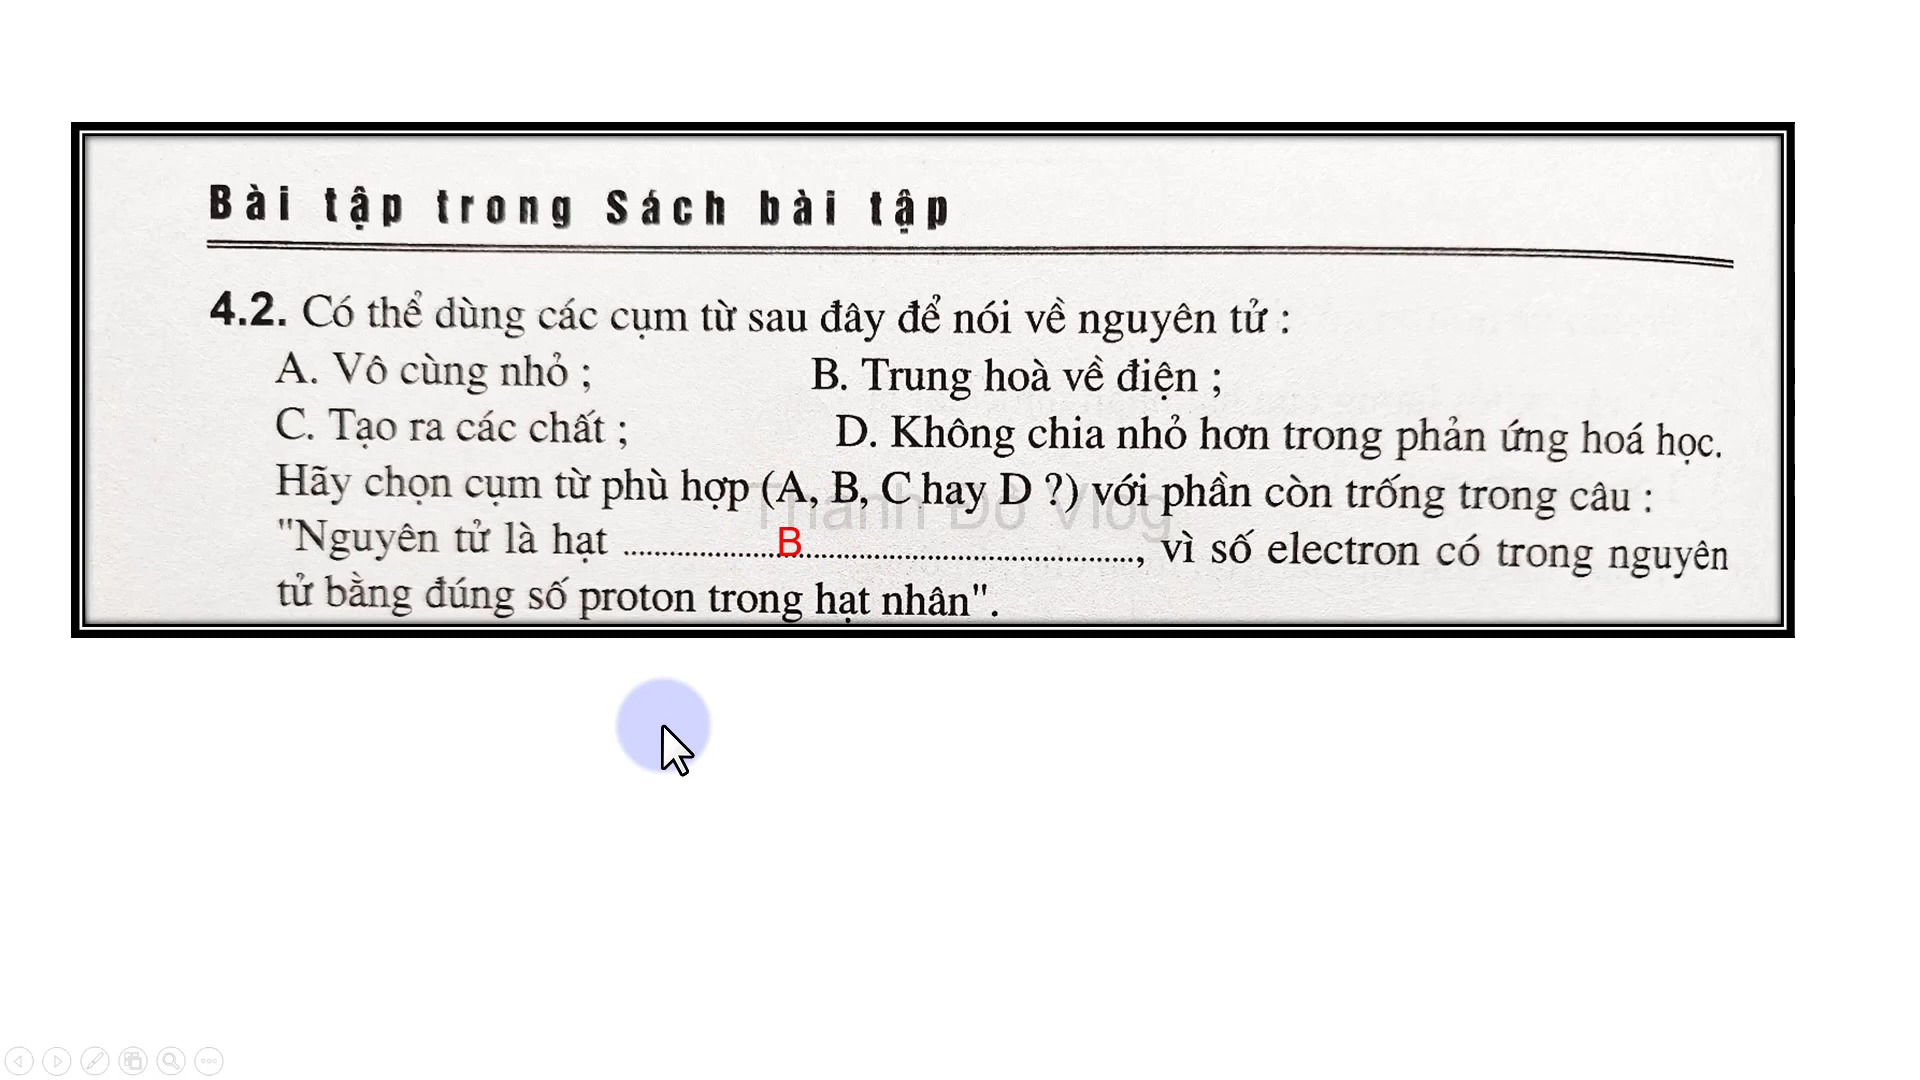 Bài tập trong Sách bài tập
4.2. Có thể dùng các cụm từ sau đây để nói về nguyên tử :
A. Vô cùng nhỏ ; B. Trung hoà về điện ;
C. Tạo ra các chất ; D. Không chia nhỏ hơn trong phản ứng hoá học.
Hãy chọn cụm từ phù hợp (A, B, C hay D ?) với phần còn trống trong câu :
Thanh Đô Vlog
"Nguyên tử là hạt ........B........, vì số electron có trong nguyên
tử bằng đúng số proton trong hạt nhân".